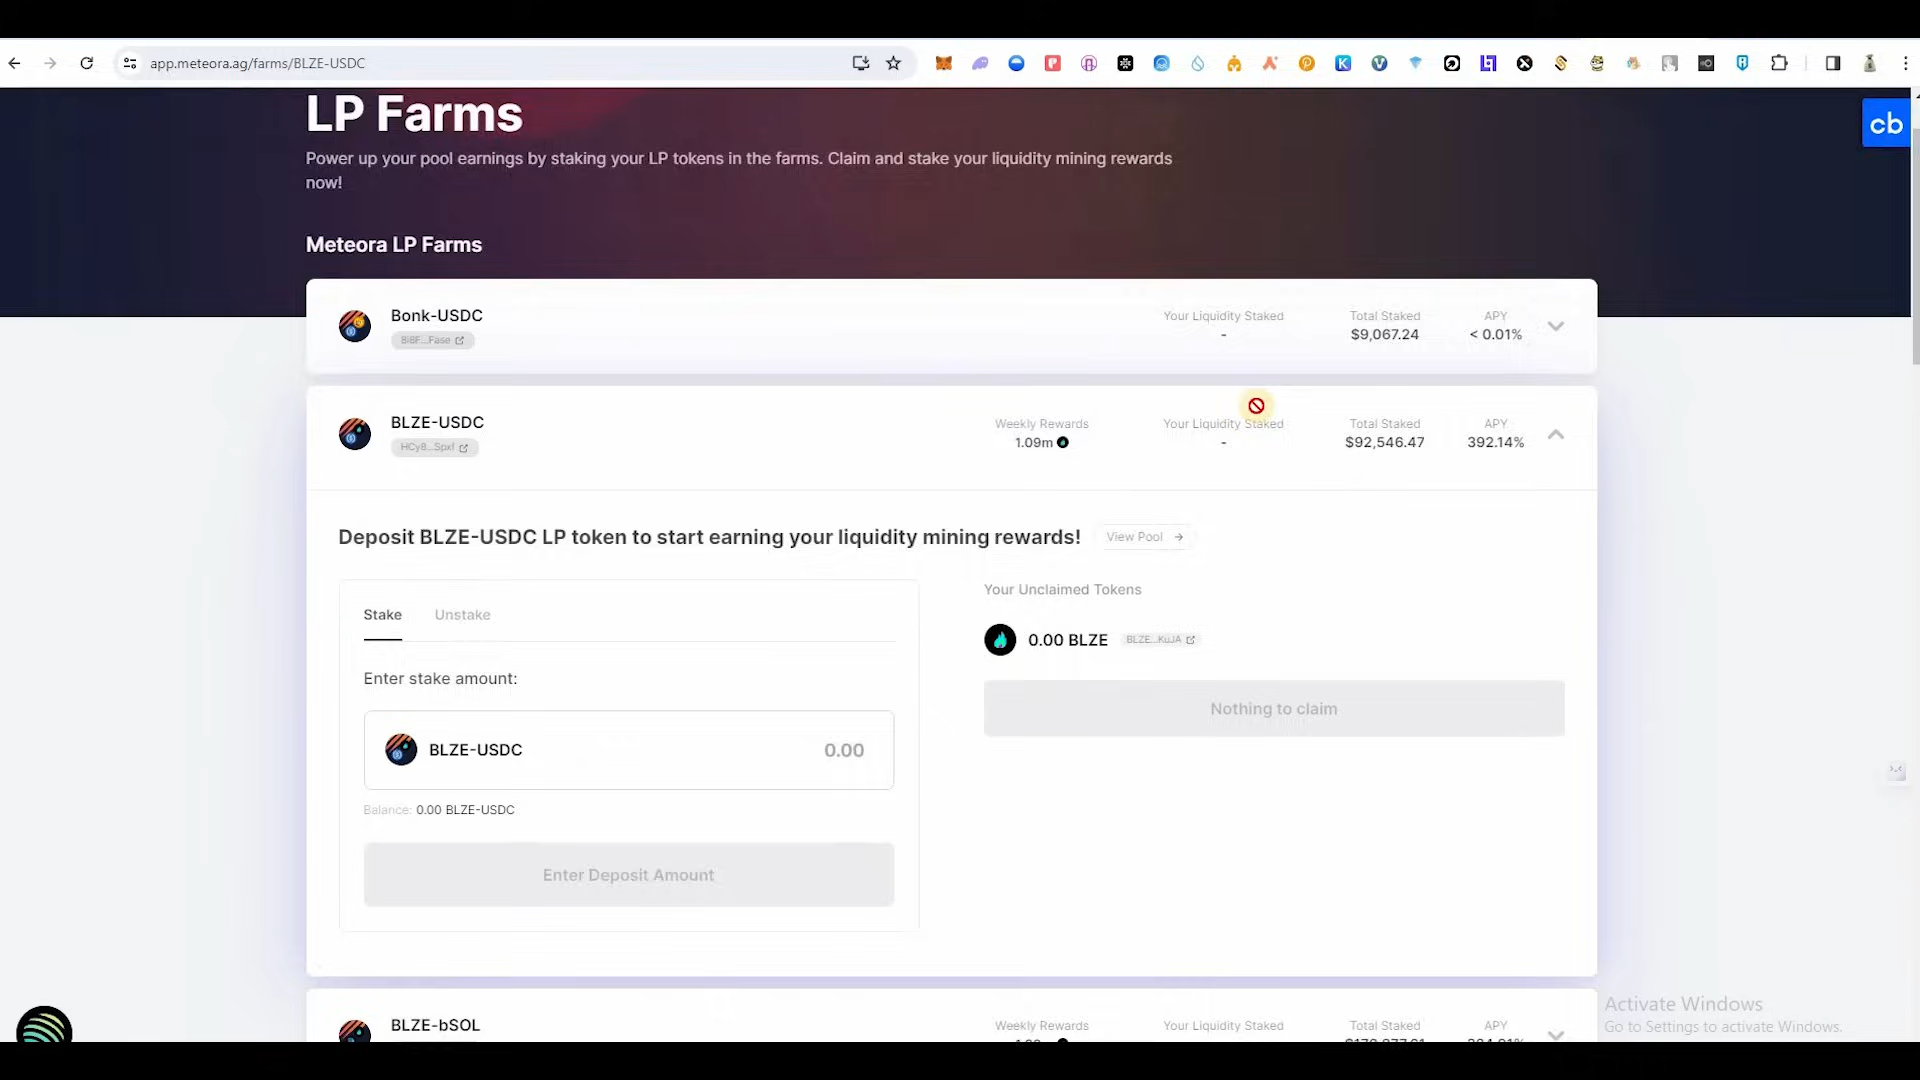 app.meteora.ag/farms/BLZE-USDC
LP Farms
cb
Power up your pool earnings by staking your LP tokens in the farms. Claim and stake your liquidity mining rewards
now!
Meteora LP Farms
Bonk-USDC
Bi8F...Fase
Your Liquidity Staked
-
Total Staked
$9,067.24
APY
< 0.01%
BLZE-USDC
HCy8...Spxl
Weekly Rewards
1.09m
Your Liquidity Staked
-
Total Staked
$92,546.47
APY
392.14%
Deposit BLZE-USDC LP token to start earning your liquidity mining rewards!
View Pool
Stake
Unstake
Enter stake amount:
BLZE-USDC
0.00
Balance: 0.00 BLZE-USDC
Enter Deposit Amount
Your Unclaimed Tokens
0.00 BLZE
BLZE...KuJA
Nothing to claim
BLZE-bSOL
Weekly Rewards
Your Liquidity Staked
Total Staked
APY
Activate Windows
Go to Settings to activate Windows.